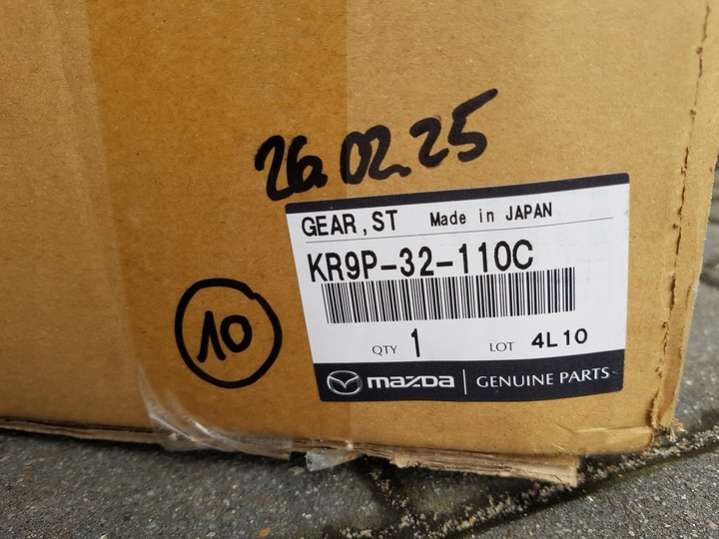 26.02.25
GEAR,ST Made in JAPAN
KR9P-32-110C
QTY 1 LOT 4L10
mazda GENUINE PARTS
10